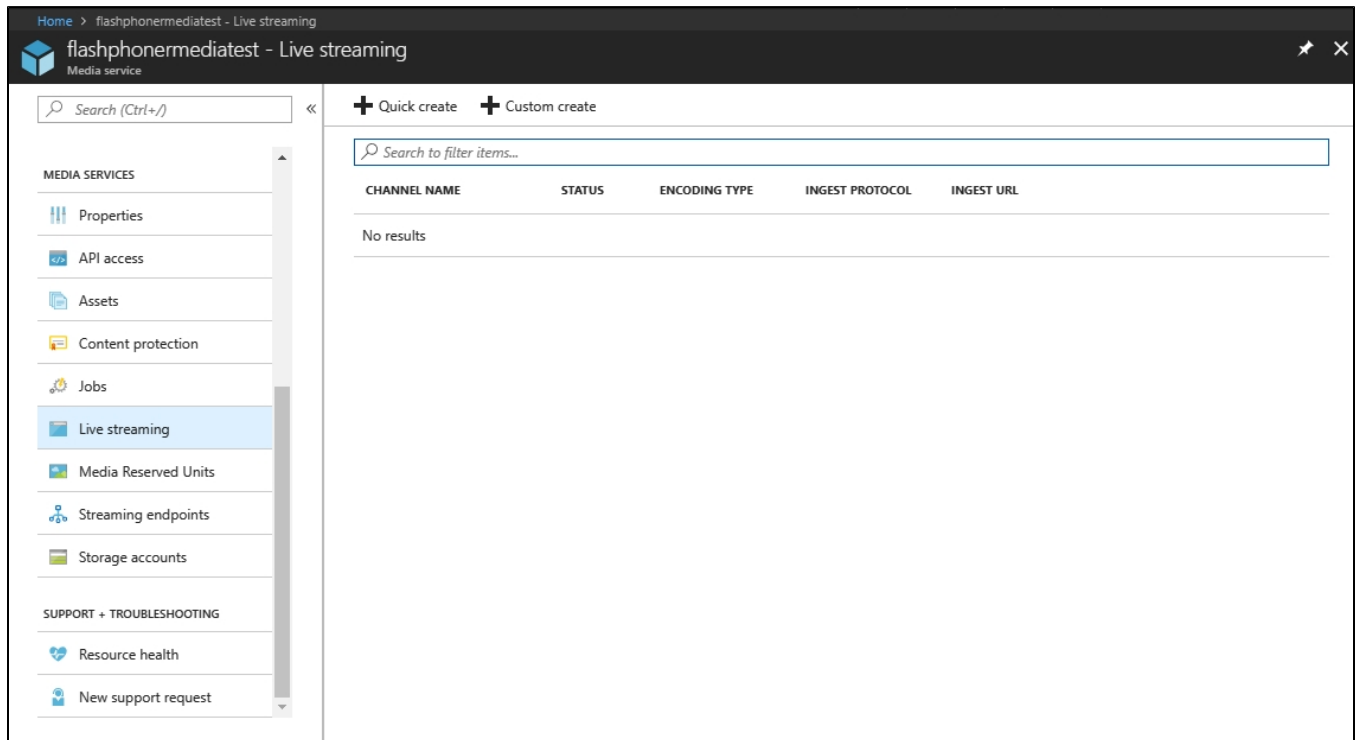 Home > flashphonermediatest - Live streaming
flashphonermediatest - Live streaming
Media service
Search (Ctrl+/)
«
MEDIA SERVICES
Properties
API access
Assets
Content protection
Jobs
Live streaming
Media Reserved Units
Streaming endpoints
Storage accounts
SUPPORT + TROUBLESHOOTING
Resource health
New support request
Quick create Custom create
Search to filter items...
CHANNEL NAME STATUS ENCODING TYPE INGEST PROTOCOL INGEST URL
No results